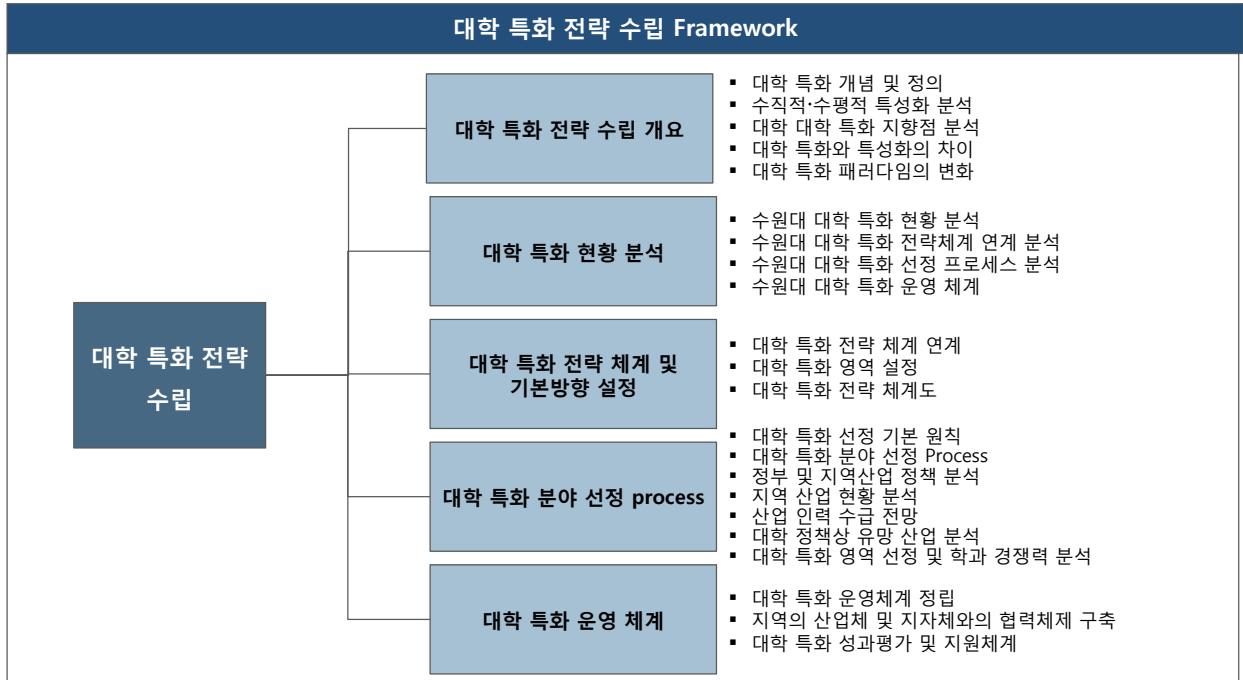 대학 특화 전략 수립 Framework
대학 특화 전략
수립
대학 특화 전략 수립 개요
▪ 대학 특화 개념 및 정의
▪ 수직적·수평적 특성화 분석
▪ 대학 대학 특화 지향점 분석
▪ 대학 특화와 특성화의 차이
▪ 대학 특화 패러다임의 변화
대학 특화 현황 분석
▪ 수원대 대학 특화 현황 분석
▪ 수원대 대학 특화 전략체계 연계 분석
▪ 수원대 대학 특화 선정 프로세스 분석
▪ 수원대 대학 특화 운영 체계
대학 특화 전략 체계 및
기본방향 설정
▪ 대학 특화 전략 체계 연계
▪ 대학 특화 영역 설정
▪ 대학 특화 전략 체계도
대학 특화 분야 선정 process
▪ 대학 특화 선정 기본 원칙
▪ 대학 특화 분야 선정 Process
▪ 정부 및 지역산업 정책 분석
▪ 지역 산업 현황 분석
▪ 산업 인력 수급 전망
▪ 대학 정책상 유망 산업 분석
▪ 대학 특화 영역 선정 및 학과 경쟁력 분석
대학 특화 운영 체계
▪ 대학 특화 운영체계 정립
▪ 지역의 산업체 및 지자체와의 협력체제 구축
▪ 대학 특화 성과평가 및 지원체계